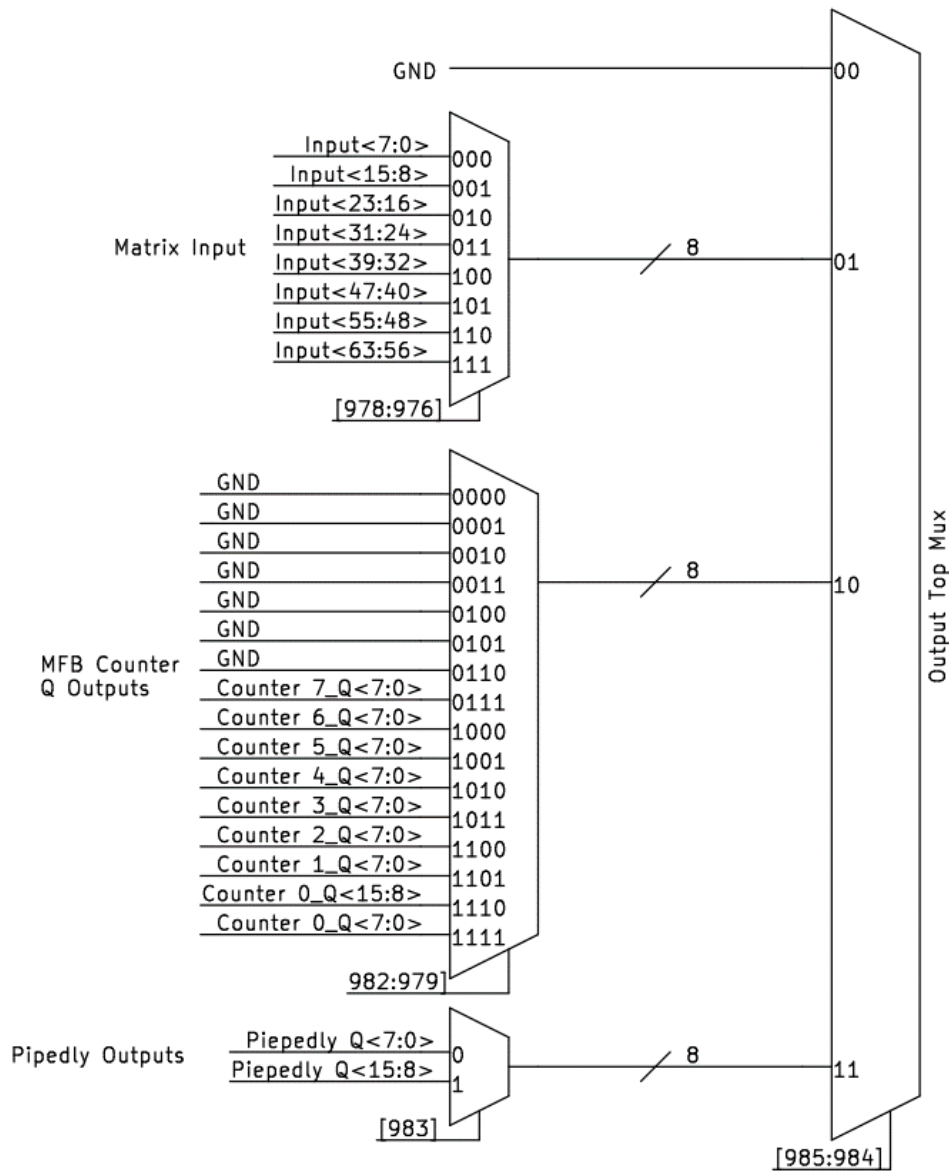 GND
00
Input<7:0>
000
Input<15:8>
001
Input<23:16>
010
Input<31:24>
Matrix Input
011
8
01
Input<39:32>
100
Input<47:40>
101
Input<55:48>
110
Input<63:56>
111
[978:976]
GND
0000
GND
0001
GND
0010
GND
0011
8
10
GND
0100
GND
0101
GND
0110
MFB Counter
Q Outputs
Counter 7_Q<7:0>
0111
Counter 6_Q<7:0>
1000
Counter 5_Q<7:0>
1001
Counter 4_Q<7:0>
1010
Counter 3_Q<7:0>
1011
Counter 2_Q<7:0>
1100
Counter 1_Q<7:0>
1101
Counter 0_Q<15:8>
1110
Counter 0_Q<7:0>
1111
982:979]
Output Top Mux
Pipedly Outputs
Piepedly Q<7:0>
0
Piepedly Q<15:8>
1
8
11
[983]
[985:984]